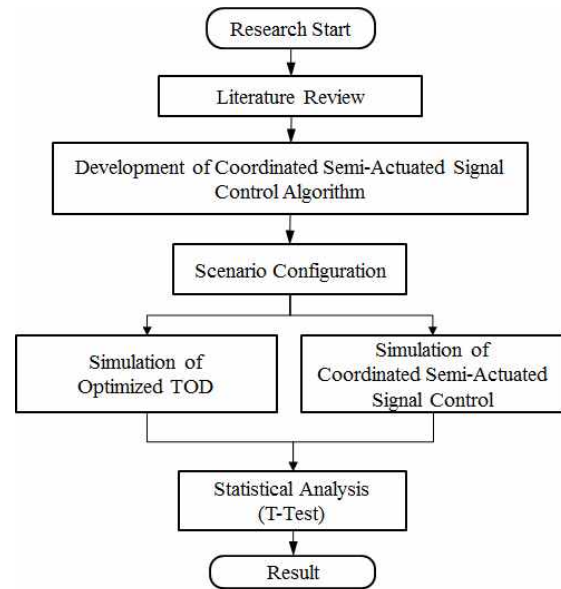 Research Start
Literature Review
Development of Coordinated Semi-Actuated Signal
Control Algorithm
Scenario Configuration
Simulation of
Optimized TOD
Simulation of
Coordinated Semi-Actuated
Signal Control
Statistical Analysis
(T-Test)
Result